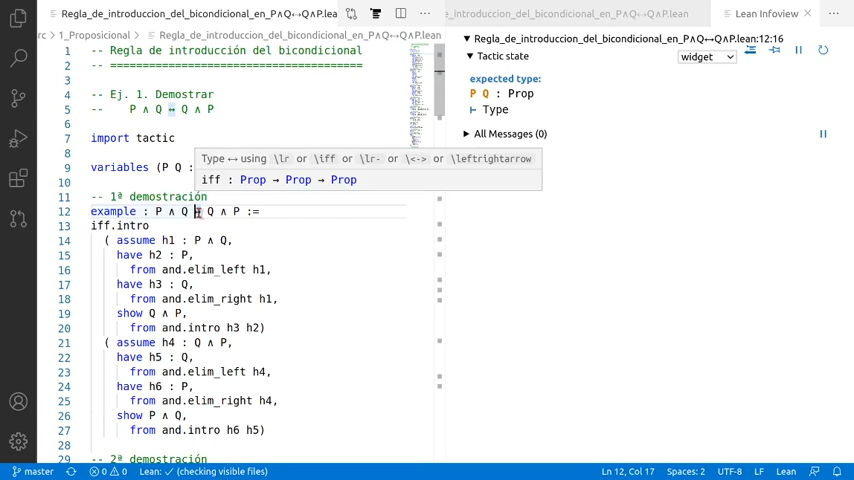 Regla_de_introduccion_del_bicondicional_en_P∧Q↔Q∧P.lean
e_introduccion_del_bicondicional_en_P∧Q↔Q∧P.lean
Lean Infoview
rc > 1_Proposicional > Regla_de_introduccion_del_bicondicional_en_P∧Q↔Q∧P.lean
1 -- Regla de introducción del bicondicional
2 -- =======================================
3
4 -- Ej. 1. Demostrar
5 --    P ∧ Q ↔ Q ∧ P
6
7 import tactic
8
9 variables (P Q :
10
11 -- 1ª demostración
12 example : P ∧ Q ↔ Q ∧ P :=
13 iff.intro
14 ( assume h1 : P ∧ Q,
15 have h2 : P,
16 from and.elim_left h1,
17 have h3 : Q,
18 from and.elim_right h1,
19 show Q ∧ P,
20 from and.intro h3 h2)
21 ( assume h4 : Q ∧ P,
22 have h5 : Q,
23 from and.elim_left h4,
24 have h6 : P,
25 from and.elim_right h4,
26 show P ∧ Q,
27 from and.intro h6 h5)
28
29 -- 2ª demostración
Type ↔ using \lr or \iff or \lr- or \<-> or \leftrightarrow
iff : Prop → Prop → Prop
Regla_de_introduccion_del_bicondicional_en_P∧Q↔Q∧P.lean:12:16
Tactic state
widget
expected type:
P Q : Prop
⊢ Type
All Messages (0)
master
0 0
Lean: ✓ (checking visible files)
Ln 12, Col 17
Spaces: 2
UTF-8
LF
Lean